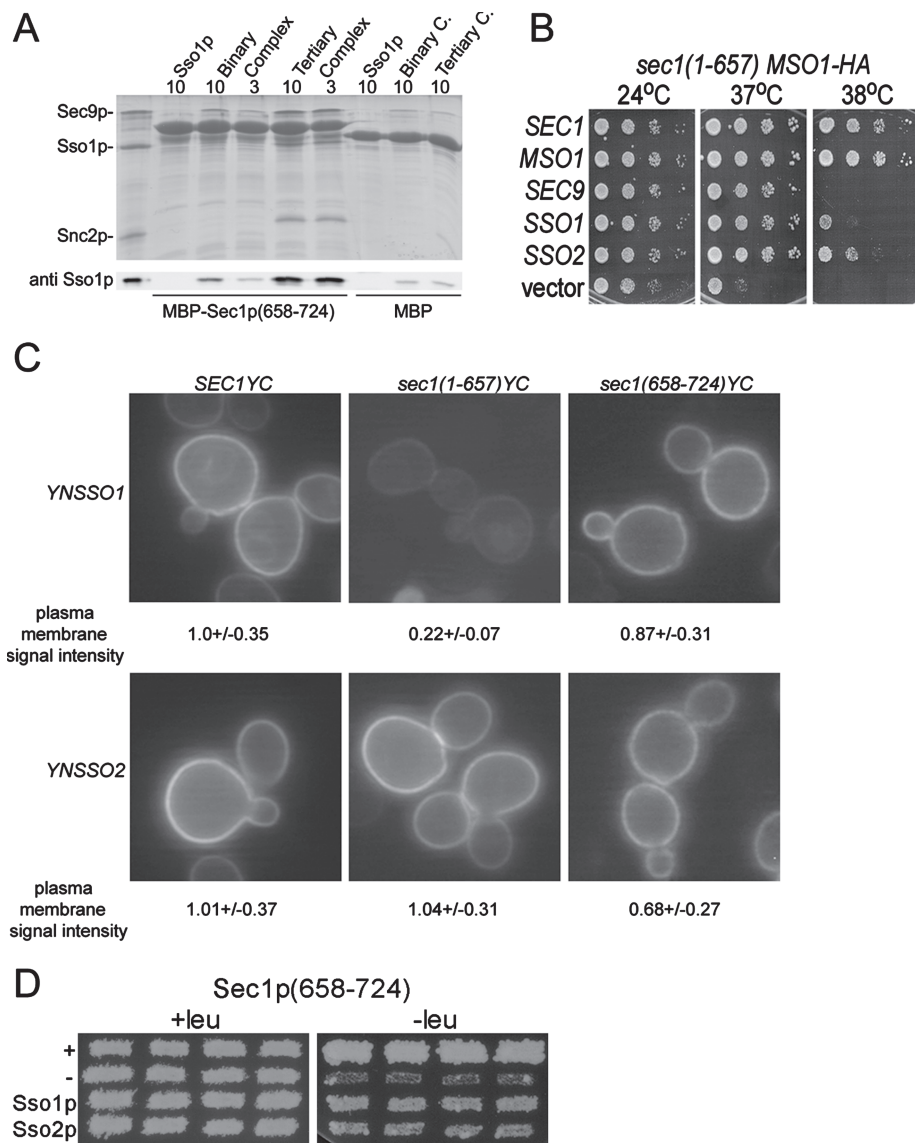 A
Sso1p
Binary
Complex
Tertiary
Complex
Sso1p
Binary C.
Tertiary C.
10 10 3 10 3 10 10 10
Sec9p-
Sso1p-
Snc2p-
anti Sso1p
MBP-Sec1p(658-724) MBP
B
sec1(1-657) MSO1-HA
24ºC 37ºC 38ºC
SEC1
MSO1
SEC9
SSO1
SSO2
vector
C
SEC1YC sec1(1-657)YC sec1(658-724)YC
YNSSO1
plasma
membrane
signal intensity
1.0+/-0.35 0.22+/-0.07 0.87+/-0.31
YNSSO2
plasma
membrane
signal intensity
1.01+/-0.37 1.04+/-0.31 0.68+/-0.27
D
Sec1p(658-724)
+leu -leu
+
-
Sso1p
Sso2p